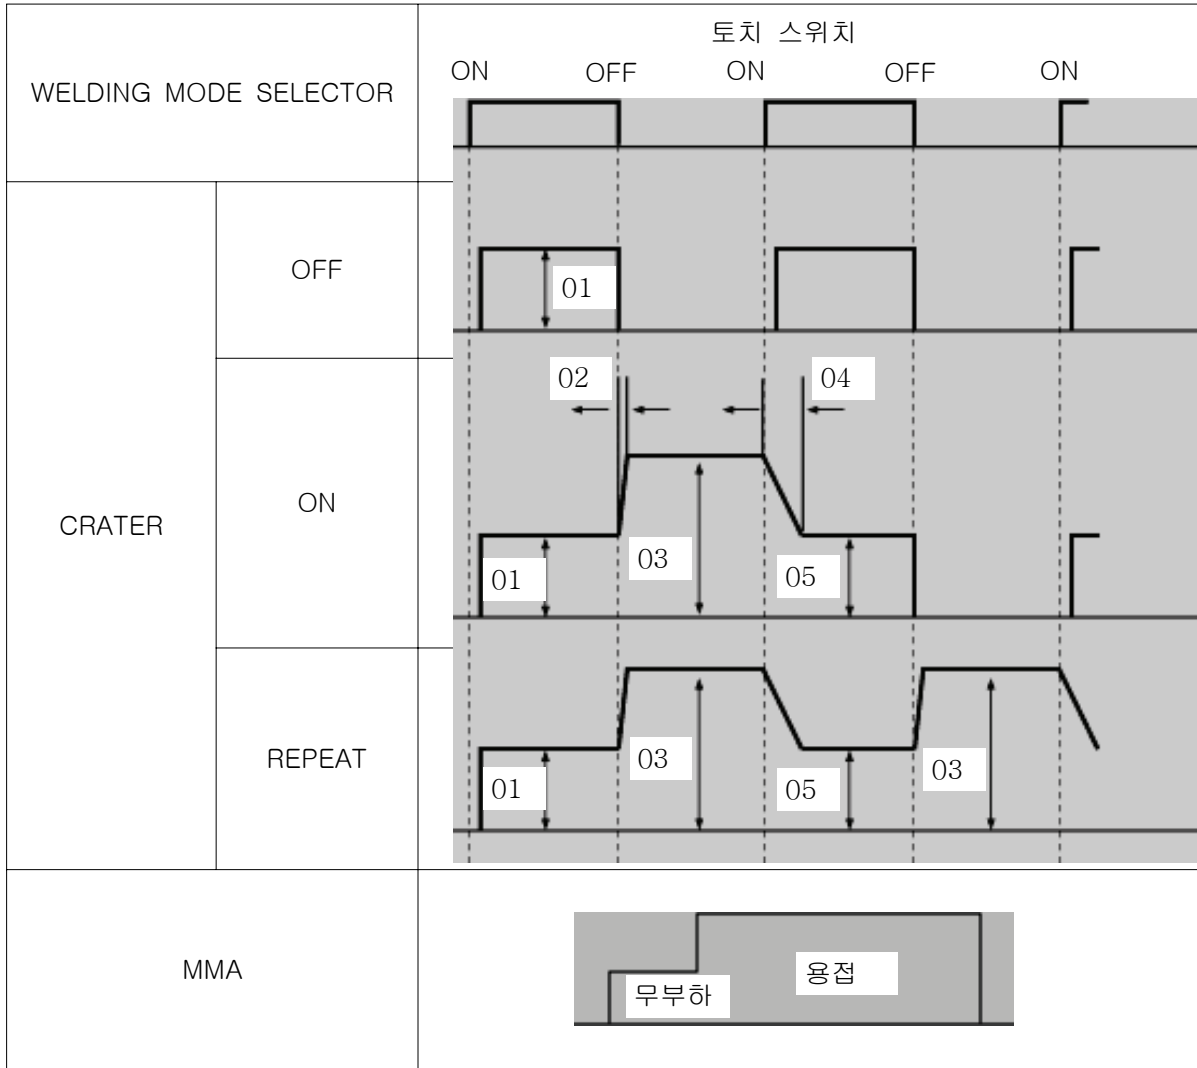 토치 스위치
WELDING MODE SELECTOR
ON OFF ON OFF ON
CRATER
OFF
01
ON
02 04
01 03 05
REPEAT
01 03 05 03
MMA
무부하 용접